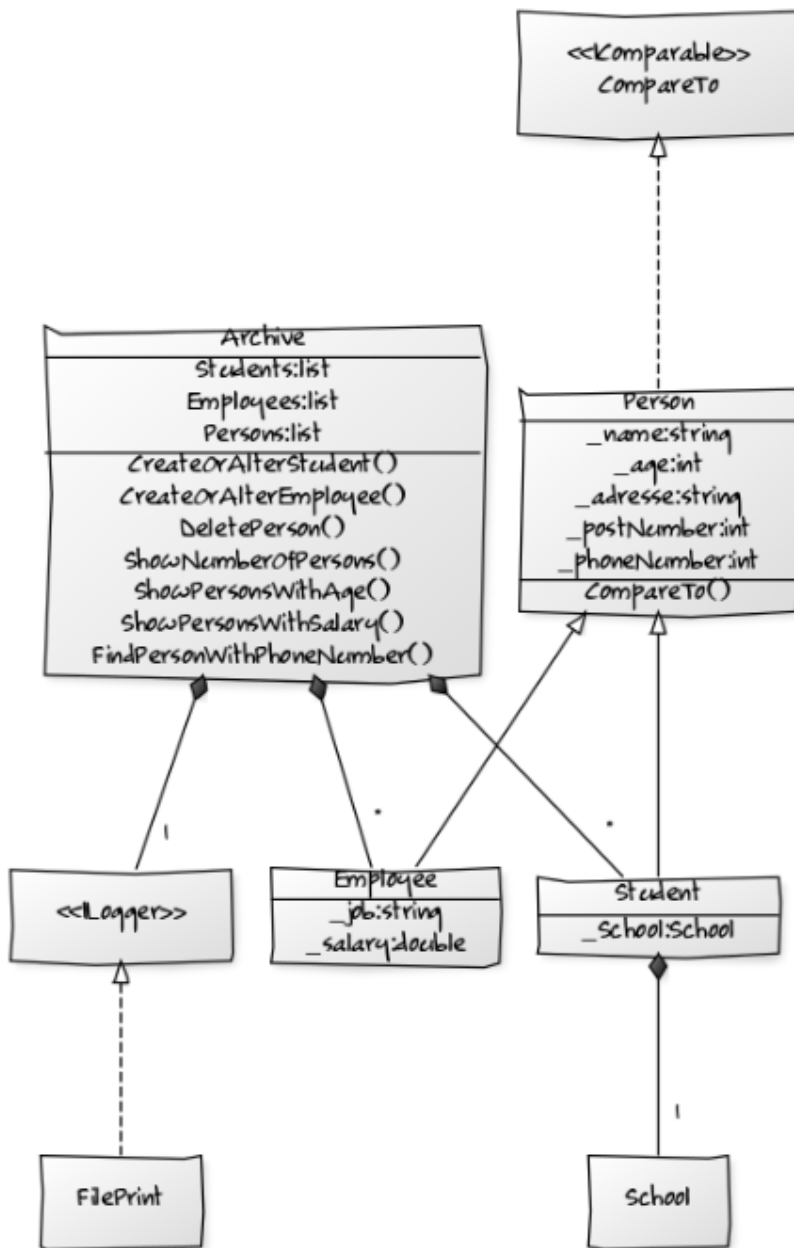 <<IComparable>>
CompareTo
Archive
Students:list
Employees:list
Persons:list
CreateOrAlterStudent()
CreateOrAlterEmployee()
DeletePerson()
ShowNumberOfPersons()
ShowPersonsWithAge()
ShowPersonsWithSalary()
FindPersonWithPhoneNumber()
Person
_name:string
_age:int
_adresse:string
_postNumber:int
_phoneNumber:int
CompareTo()
1
*
*
<<ILogger>>
Employee
_job:string
_salary:double
Student
_School:School
1
FilePrint
School